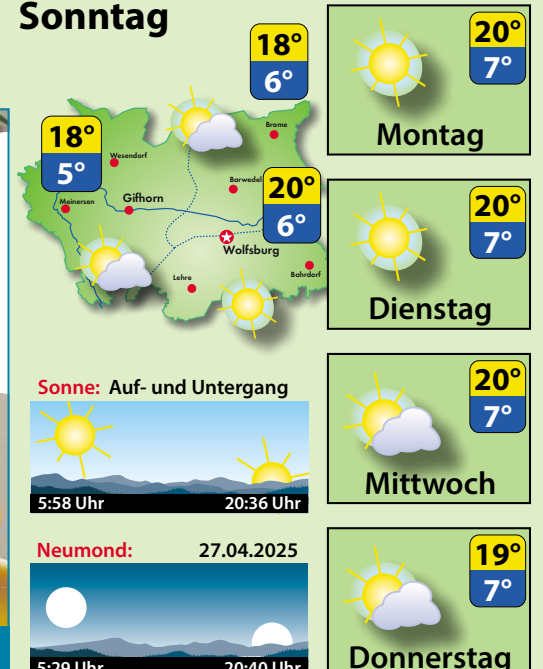 Sonntag
18°
6°
18°
5°
20°
6°
Brome
Wesendorf
Barwedel
Meinersen
Gifhorn
Wolfsburg
Lehre
Bahrdorf
Sonne: Auf- und Untergang
5:58 Uhr 20:36 Uhr
Neumond: 27.04.2025
5:29 Uhr 20:40 Uhr
20°
7°
Montag
20°
7°
Dienstag
20°
7°
Mittwoch
19°
7°
Donnerstag